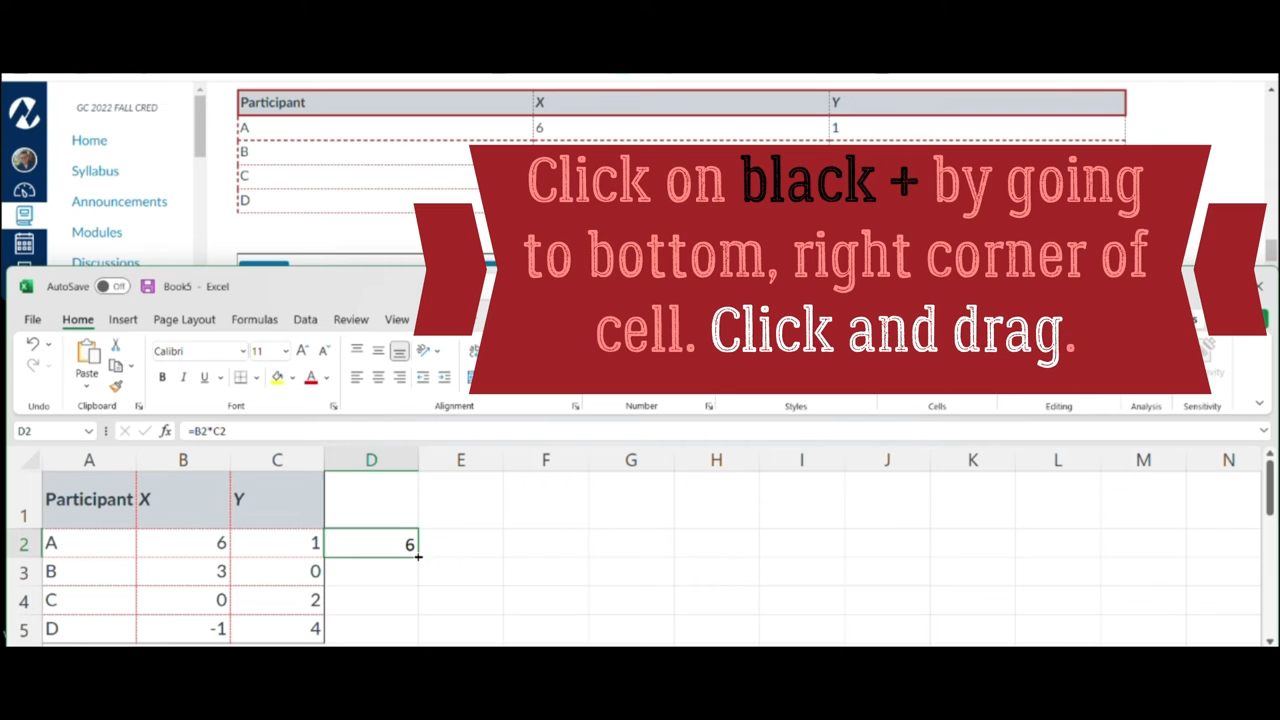 GC 2022 FALL CRED
Home
Syllabus
Announcements
Modules
Discussions
Participant X Y
A 6 1
B
C
D
Click on black + by going
to bottom, right corner of
cell. Click and drag.
AutoSave Off Book5 - Excel
File Home Insert Page Layout Formulas Data Review View
Paste
Calibri 11
Undo Clipboard Font Alignment Number Styles Cells Editing Analysis Sensitivity
D2 fx =B2*C2
A B C D E F G H I J K L M N
1 Participant X Y
2 A 6 1 6
3 B 3 0
4 C 0 2
5 D -1 4